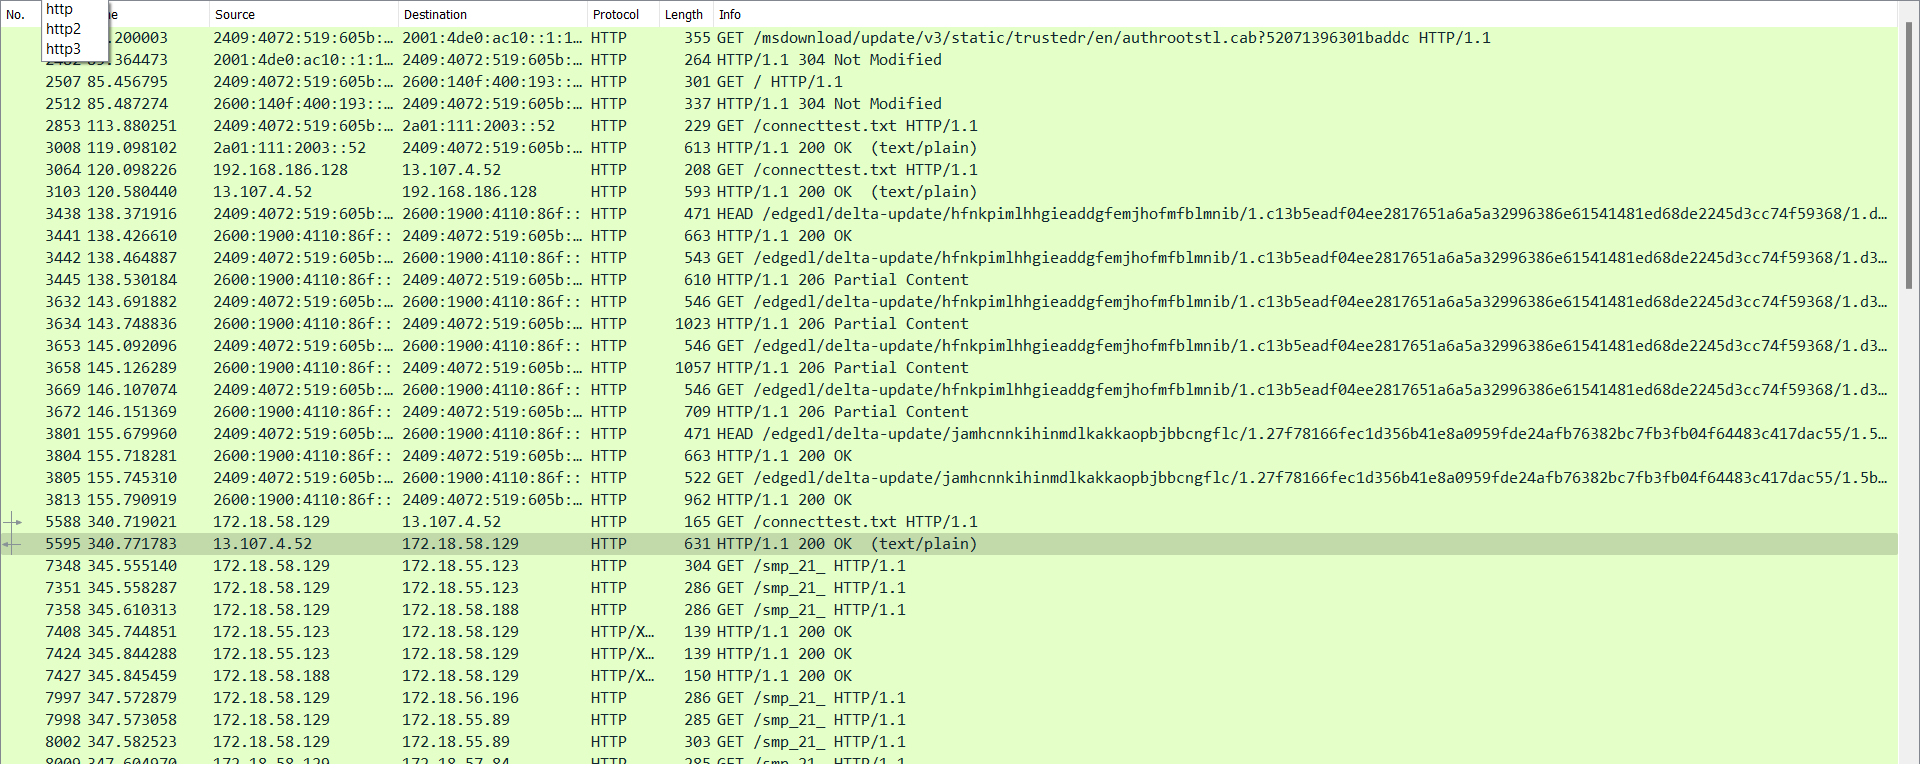 http
http2
http3
No. me Source Destination Protocol Length Info
.200003 2409:4072:519:605b:… 2001:4de0:ac10::1:1… HTTP 355 GET /msdownload/update/v3/static/trustedr/en/authrootstl.cab?52071396301baddc HTTP/1.1
.364473 2001:4de0:ac10::1:1… 2409:4072:519:605b:… HTTP 264 HTTP/1.1 304 Not Modified
2507 85.456795 2409:4072:519:605b:… 2600:140f:400:193::… HTTP 301 GET / HTTP/1.1
2512 85.487274 2600:140f:400:193::… 2409:4072:519:605b:… HTTP 337 HTTP/1.1 304 Not Modified
2853 113.880251 2409:4072:519:605b:… 2a01:111:2003::52 HTTP 229 GET /connecttest.txt HTTP/1.1
3008 119.098102 2a01:111:2003::52 2409:4072:519:605b:… HTTP 613 HTTP/1.1 200 OK (text/plain)
3064 120.098226 192.168.186.128 13.107.4.52 HTTP 208 GET /connecttest.txt HTTP/1.1
3103 120.580440 13.107.4.52 192.168.186.128 HTTP 593 HTTP/1.1 200 OK (text/plain)
3438 138.371916 2409:4072:519:605b:… 2600:1900:4110:86f:: HTTP 471 HEAD /edgedl/delta-update/hfnkpimlhhgieaddgfemjhofmfblmnib/1.c13b5eadf04ee2817651a6a5a32996386e61541481ed68de2245d3cc74f59368/1.d…
3441 138.426610 2600:1900:4110:86f:: 2409:4072:519:605b:… HTTP 663 HTTP/1.1 200 OK
3442 138.464887 2409:4072:519:605b:… 2600:1900:4110:86f:: HTTP 543 GET /edgedl/delta-update/hfnkpimlhhgieaddgfemjhofmfblmnib/1.c13b5eadf04ee2817651a6a5a32996386e61541481ed68de2245d3cc74f59368/1.d3…
3445 138.530184 2600:1900:4110:86f:: 2409:4072:519:605b:… HTTP 610 HTTP/1.1 206 Partial Content
3632 143.691882 2409:4072:519:605b:… 2600:1900:4110:86f:: HTTP 546 GET /edgedl/delta-update/hfnkpimlhhgieaddgfemjhofmfblmnib/1.c13b5eadf04ee2817651a6a5a32996386e61541481ed68de2245d3cc74f59368/1.d3…
3634 143.748836 2600:1900:4110:86f:: 2409:4072:519:605b:… HTTP 1023 HTTP/1.1 206 Partial Content
3653 145.092096 2409:4072:519:605b:… 2600:1900:4110:86f:: HTTP 546 GET /edgedl/delta-update/hfnkpimlhhgieaddgfemjhofmfblmnib/1.c13b5eadf04ee2817651a6a5a32996386e61541481ed68de2245d3cc74f59368/1.d3…
3658 145.126289 2600:1900:4110:86f:: 2409:4072:519:605b:… HTTP 1057 HTTP/1.1 206 Partial Content
3669 146.107074 2409:4072:519:605b:… 2600:1900:4110:86f:: HTTP 546 GET /edgedl/delta-update/hfnkpimlhhgieaddgfemjhofmfblmnib/1.c13b5eadf04ee2817651a6a5a32996386e61541481ed68de2245d3cc74f59368/1.d3…
3672 146.151369 2600:1900:4110:86f:: 2409:4072:519:605b:… HTTP 709 HTTP/1.1 206 Partial Content
3801 155.679960 2409:4072:519:605b:… 2600:1900:4110:86f:: HTTP 471 HEAD /edgedl/delta-update/jamhcnnkihinmdlkakkaopbjbbcngflc/1.27f78166fec1d356b41e8a0959fde24afb76382bc7fb3fb04f64483c417dac55/1.5…
3804 155.718281 2600:1900:4110:86f:: 2409:4072:519:605b:… HTTP 663 HTTP/1.1 200 OK
3805 155.745310 2409:4072:519:605b:… 2600:1900:4110:86f:: HTTP 522 GET /edgedl/delta-update/jamhcnnkihinmdlkakkaopbjbbcngflc/1.27f78166fec1d356b41e8a0959fde24afb76382bc7fb3fb04f64483c417dac55/1.5b…
3813 155.790919 2600:1900:4110:86f:: 2409:4072:519:605b:… HTTP 962 HTTP/1.1 200 OK
5588 340.719021 172.18.58.129 13.107.4.52 HTTP 165 GET /connecttest.txt HTTP/1.1
5595 340.771783 13.107.4.52 172.18.58.129 HTTP 631 HTTP/1.1 200 OK (text/plain)
7348 345.555140 172.18.58.129 172.18.55.123 HTTP 304 GET /smp_21_ HTTP/1.1
7351 345.558287 172.18.58.129 172.18.55.123 HTTP 286 GET /smp_21_ HTTP/1.1
7358 345.610313 172.18.58.129 172.18.58.188 HTTP 286 GET /smp_21_ HTTP/1.1
7408 345.744851 172.18.55.123 172.18.58.129 HTTP/X… 139 HTTP/1.1 200 OK
7424 345.844288 172.18.55.123 172.18.58.129 HTTP/X… 139 HTTP/1.1 200 OK
7427 345.845459 172.18.58.188 172.18.58.129 HTTP/X… 150 HTTP/1.1 200 OK
7997 347.572879 172.18.58.129 172.18.56.196 HTTP 286 GET /smp_21_ HTTP/1.1
7998 347.573058 172.18.58.129 172.18.55.89 HTTP 285 GET /smp_21_ HTTP/1.1
8002 347.582523 172.18.58.129 172.18.55.89 HTTP 303 GET /smp_21_ HTTP/1.1
8009 347.604970 172.18.58.129 172.18.57.84 HTTP 285 GET /smp_21_ HTTP/1.1